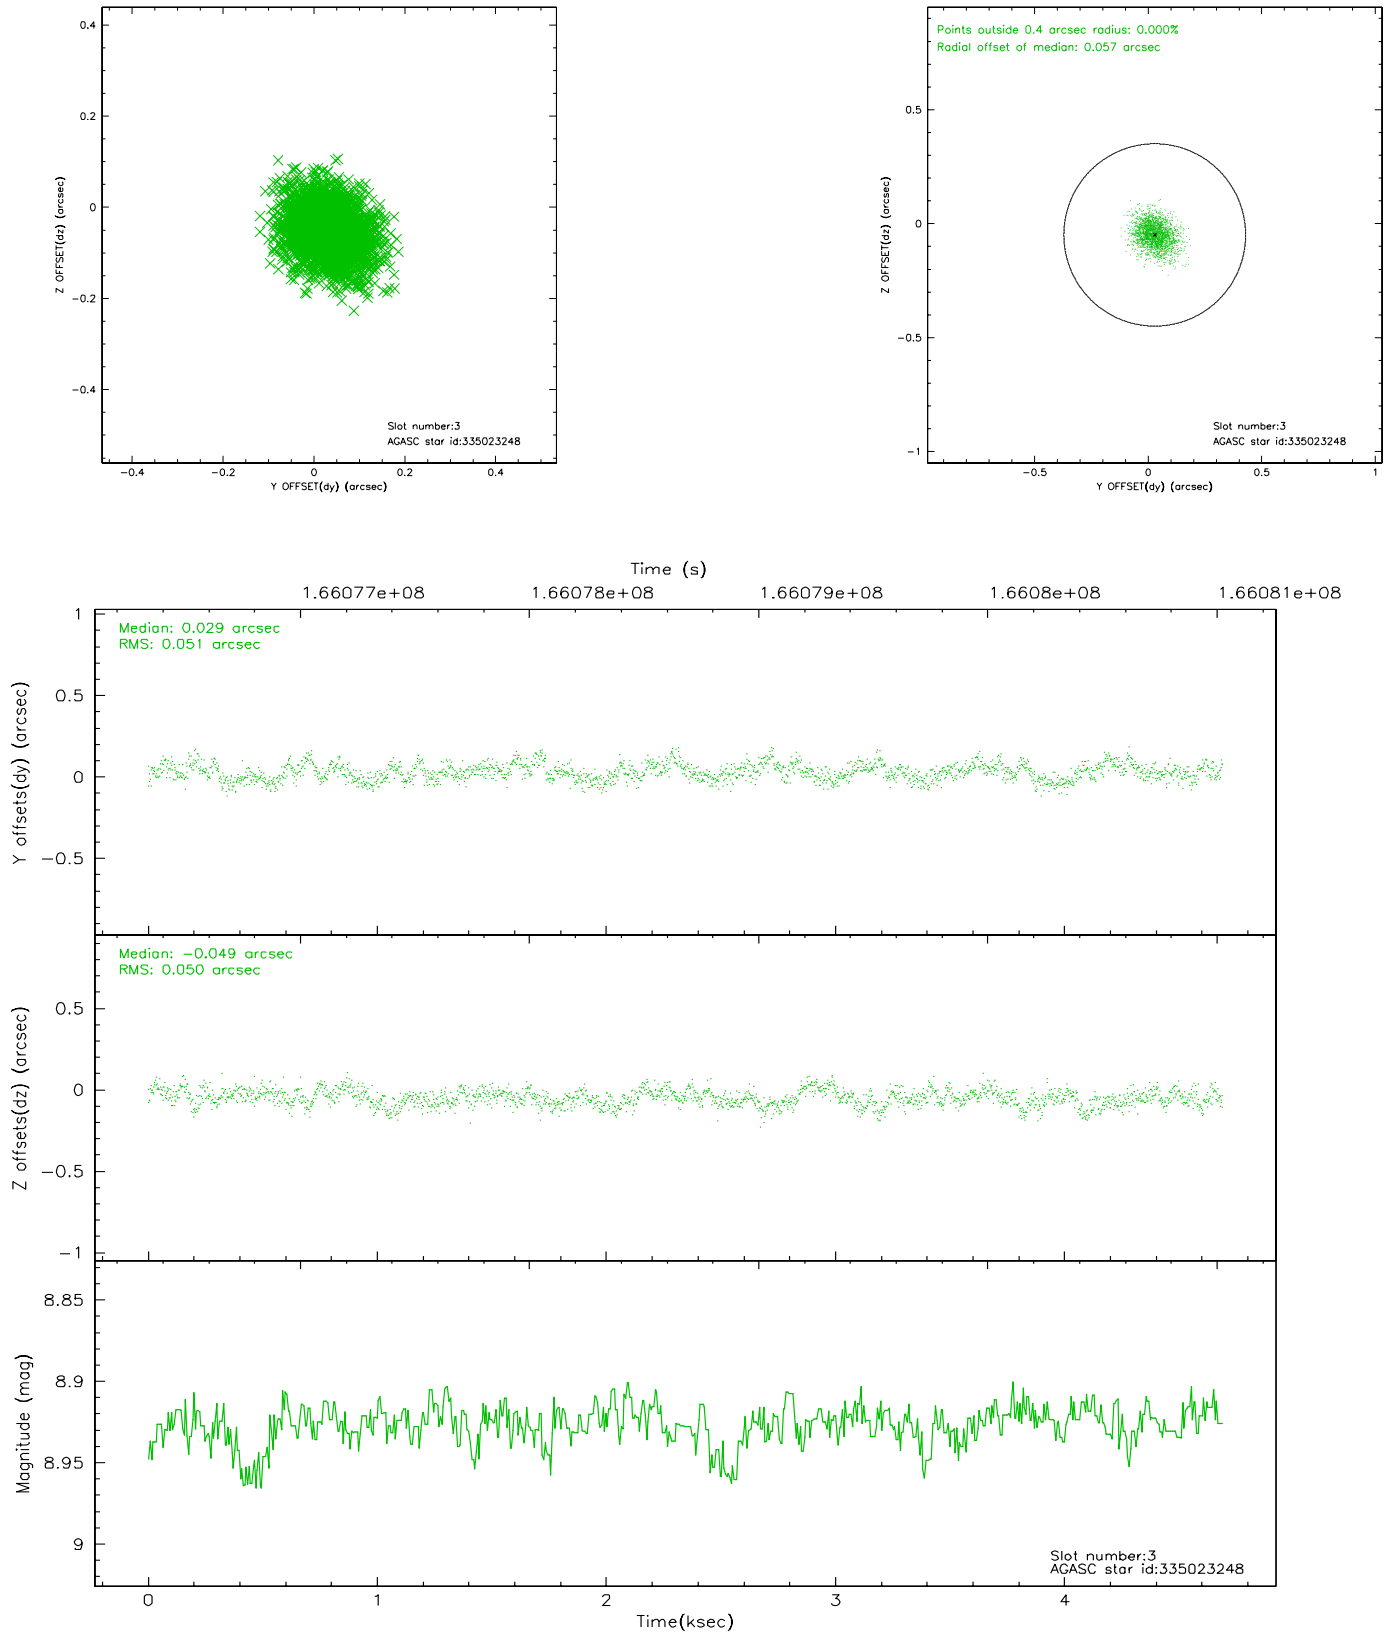 0.4
0.2
0
−0.2
−0.4
Z OFFSET(dz) (arcsec)
Slot number:3
AGASC star id:335023248
−0.4 −0.2 0 0.2 0.4
Y OFFSET(dy) (arcsec)
Points outside 0.4 arcsec radius: 0.000%
Radial offset of median: 0.057 arcsec
0.5
0
−0.5
−1
Z OFFSET(dz) (arcsec)
Slot number:3
AGASC star id:335023248
−0.5 0 0.5 1
Y OFFSET(dy) (arcsec)
Time (s)
1.66077e+08 1.66078e+08 1.66079e+08 1.6608e+08 1.66081e+08
Median: 0.029 arcsec
RMS: 0.051 arcsec
1
0.5
0
−0.5
Y offsets(dy) (arcsec)
Median: −0.049 arcsec
RMS: 0.050 arcsec
0.5
0
−0.5
−1
Z offsets(dz) (arcsec)
8.85
8.9
8.95
9
Magnitude (mag)
Slot number:3
AGASC star id:335023248
0 1 2 3 4
Time(ksec)